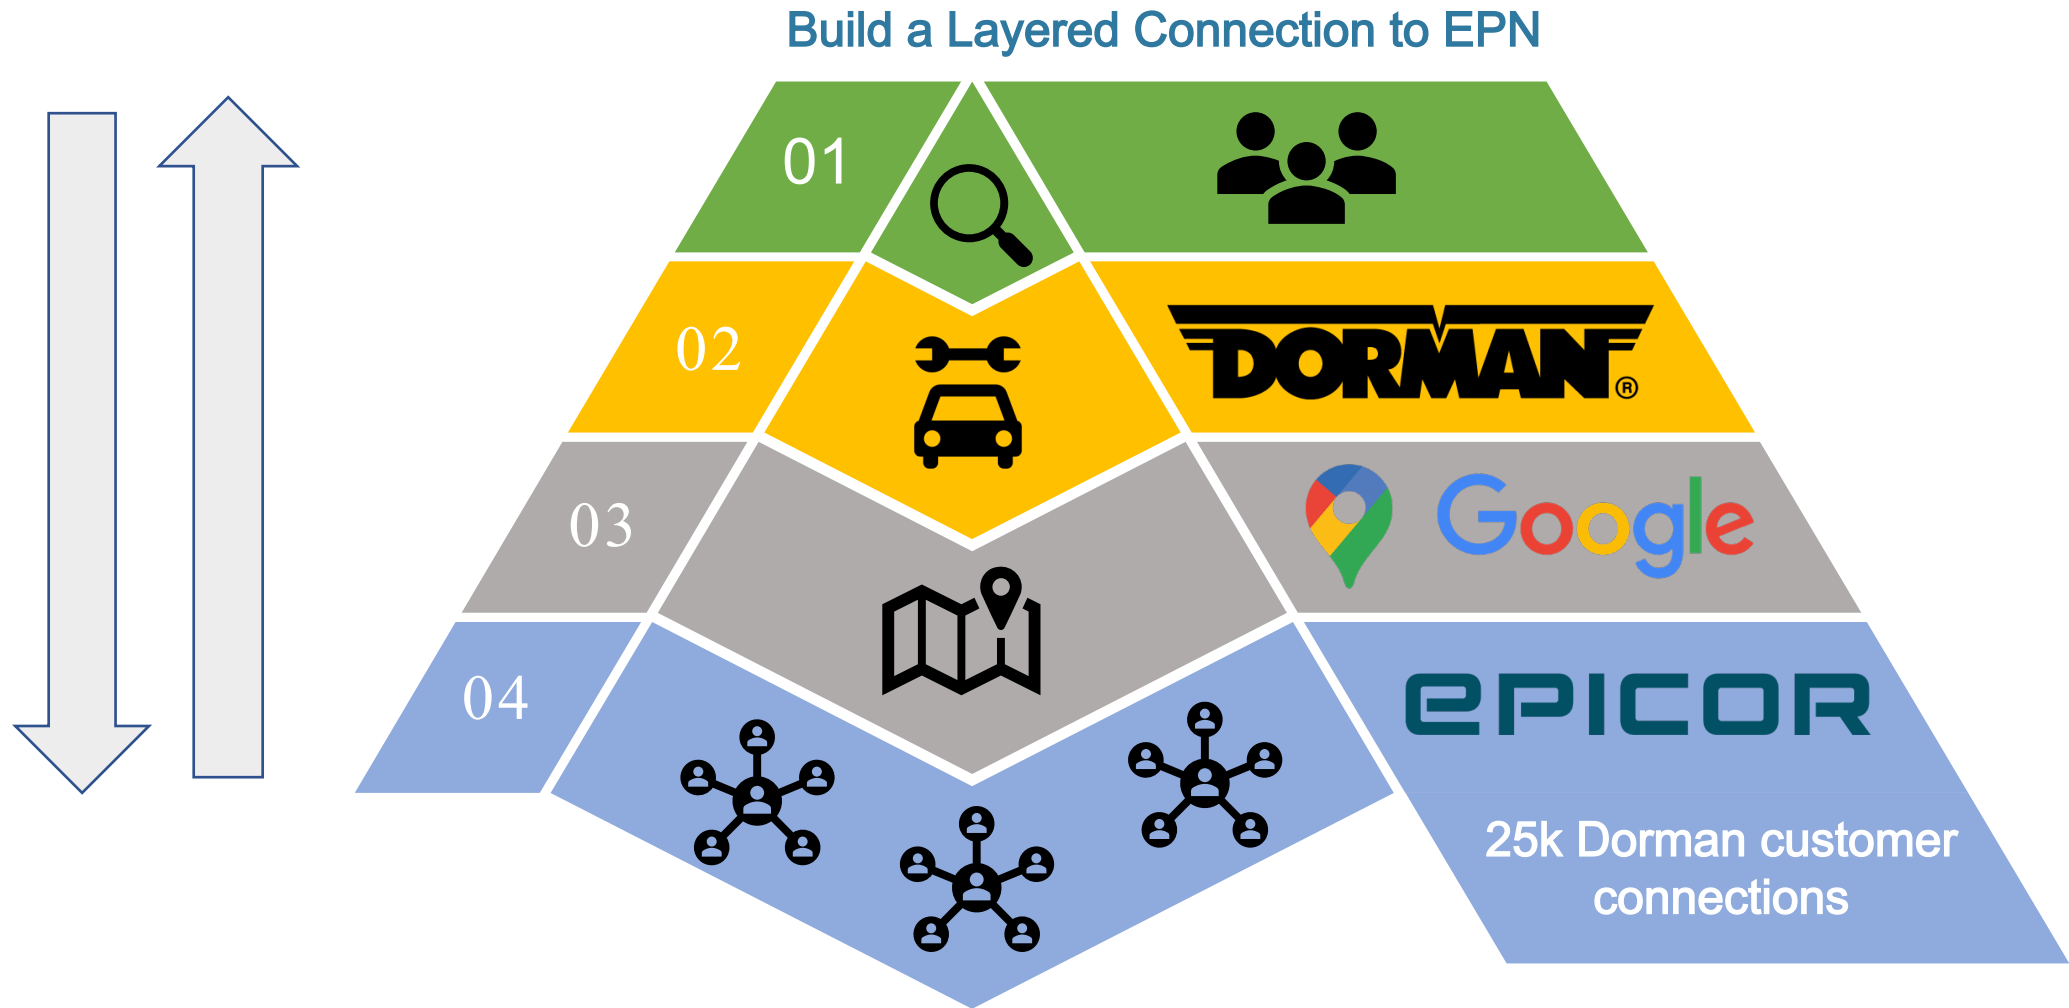 Build a Layered Connection to EPN
01
02
DORMAN®
03
Google
04
EPICOR
25k Dorman customer
connections